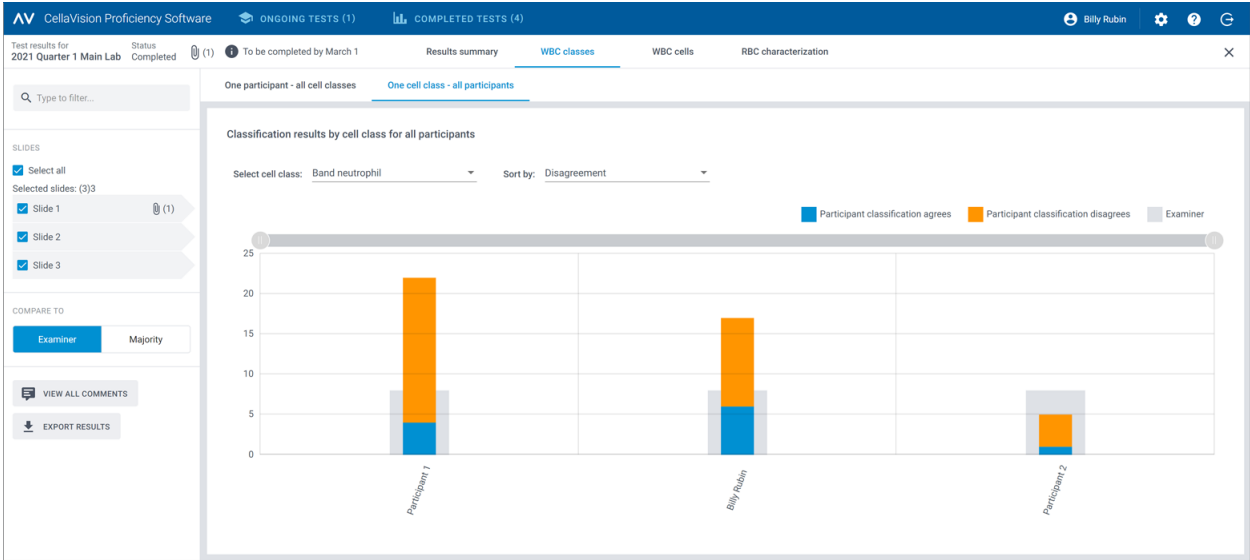 CellaVision Proficiency Software
ONGOING TESTS (1)
COMPLETED TESTS (4)
Billy Rubin
Test results for
2021 Quarter 1 Main Lab
Status
Completed
(1)
To be completed by March 1
Results summary
WBC classes
WBC cells
RBC characterization
Type to filter...
One participant - all cell classes
One cell class - all participants
SLIDES
Select all
Selected slides: (3)3
Slide 1
(1)
Slide 2
Slide 3
COMPARE TO
Examiner
Majority
VIEW ALL COMMENTS
EXPORT RESULTS
Classification results by cell class for all participants
Select cell class: Band neutrophil
Sort by: Disagreement
Participant classification agrees
Participant classification disagrees
Examiner
25
20
15
10
5
0
Participant 1
Billy Rubin
Participant 2